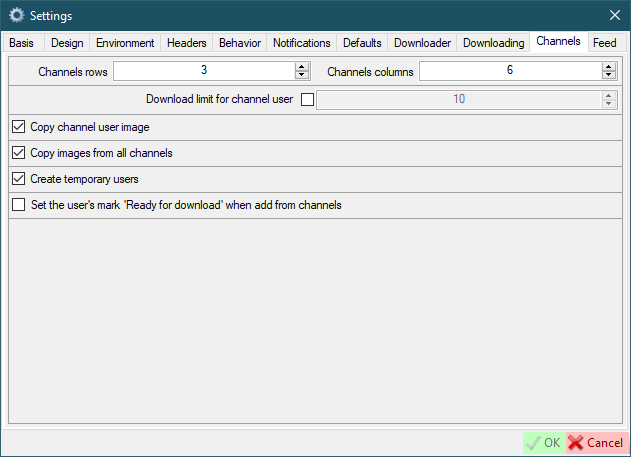 Settings
Basis Design Environment Headers Behavior Notifications Defaults Downloader Downloading Channels Feed
Channels rows 3 Channels columns 6
Download limit for channel user 10
Copy channel user image
Copy images from all channels
Create temporary users
Set the user's mark 'Ready for download' when add from channels
OK Cancel